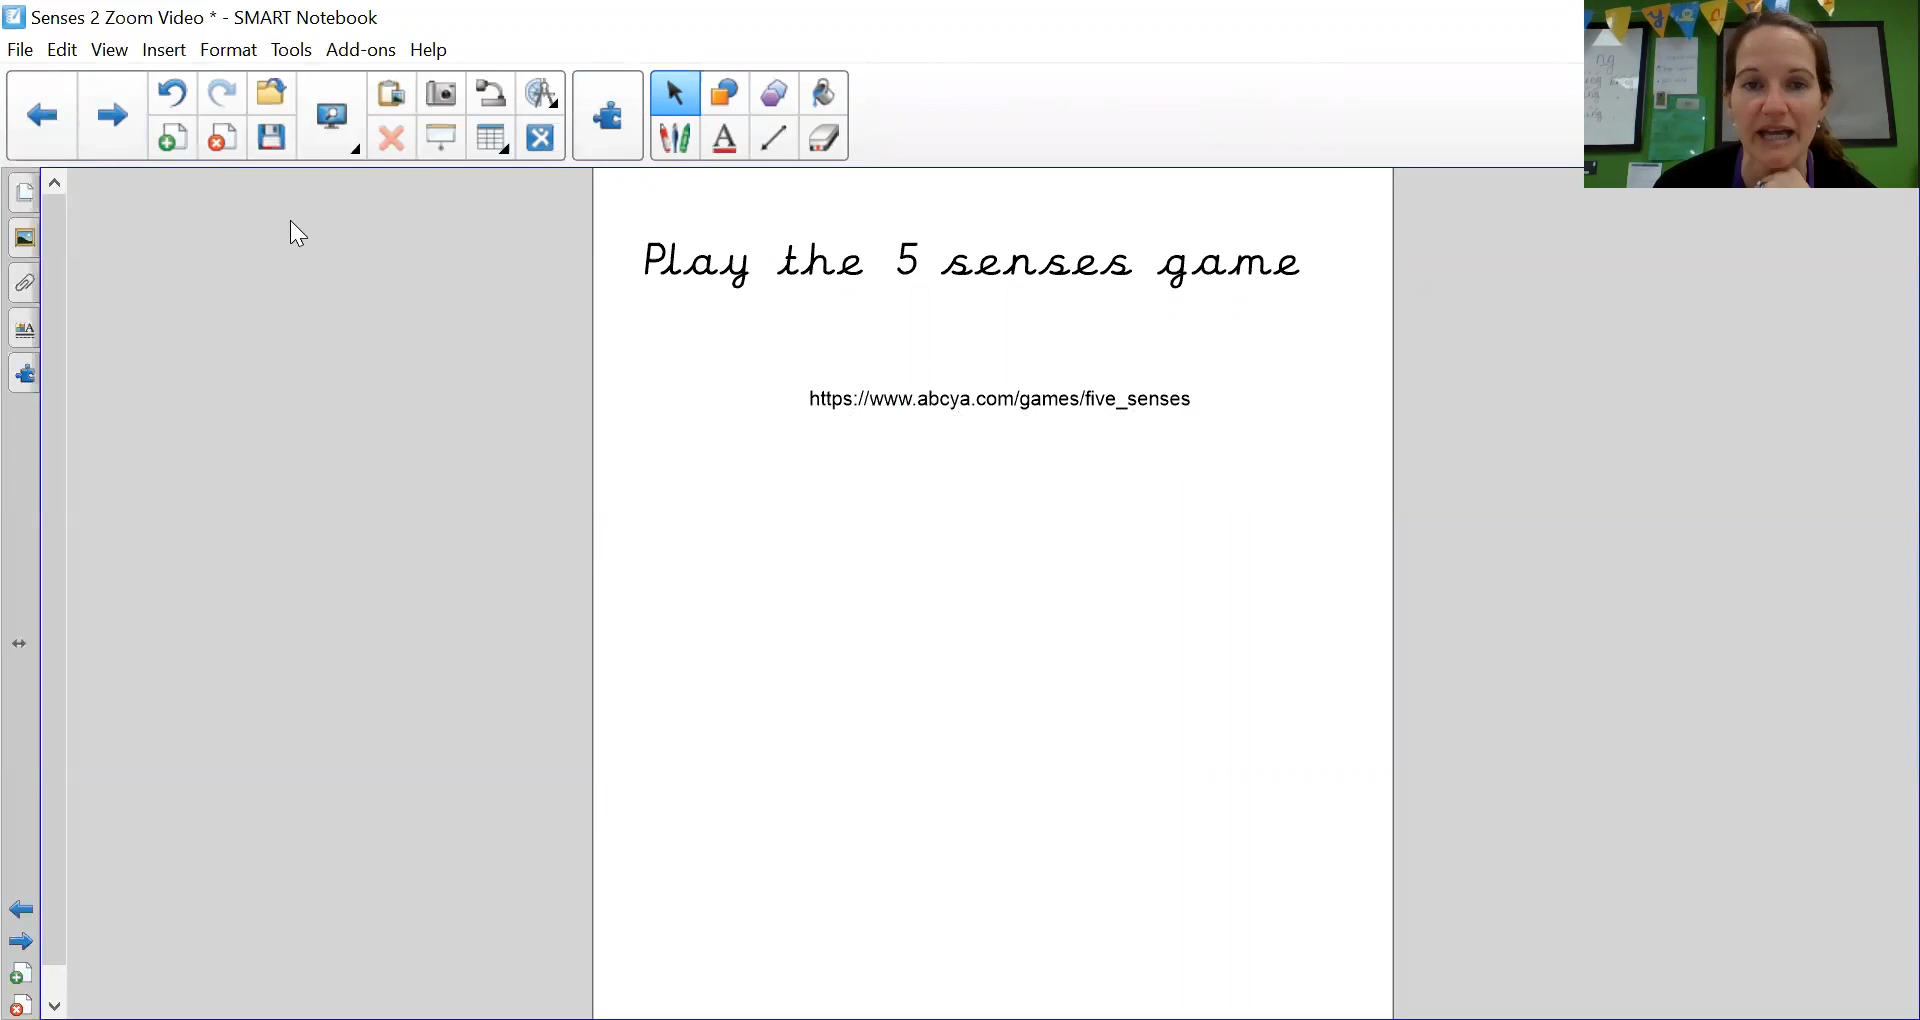 Senses 2 Zoom Video * - SMART Notebook
File Edit View Insert Format Tools Add-ons Help
Play the 5 senses game
https://www.abcya.com/games/five_senses